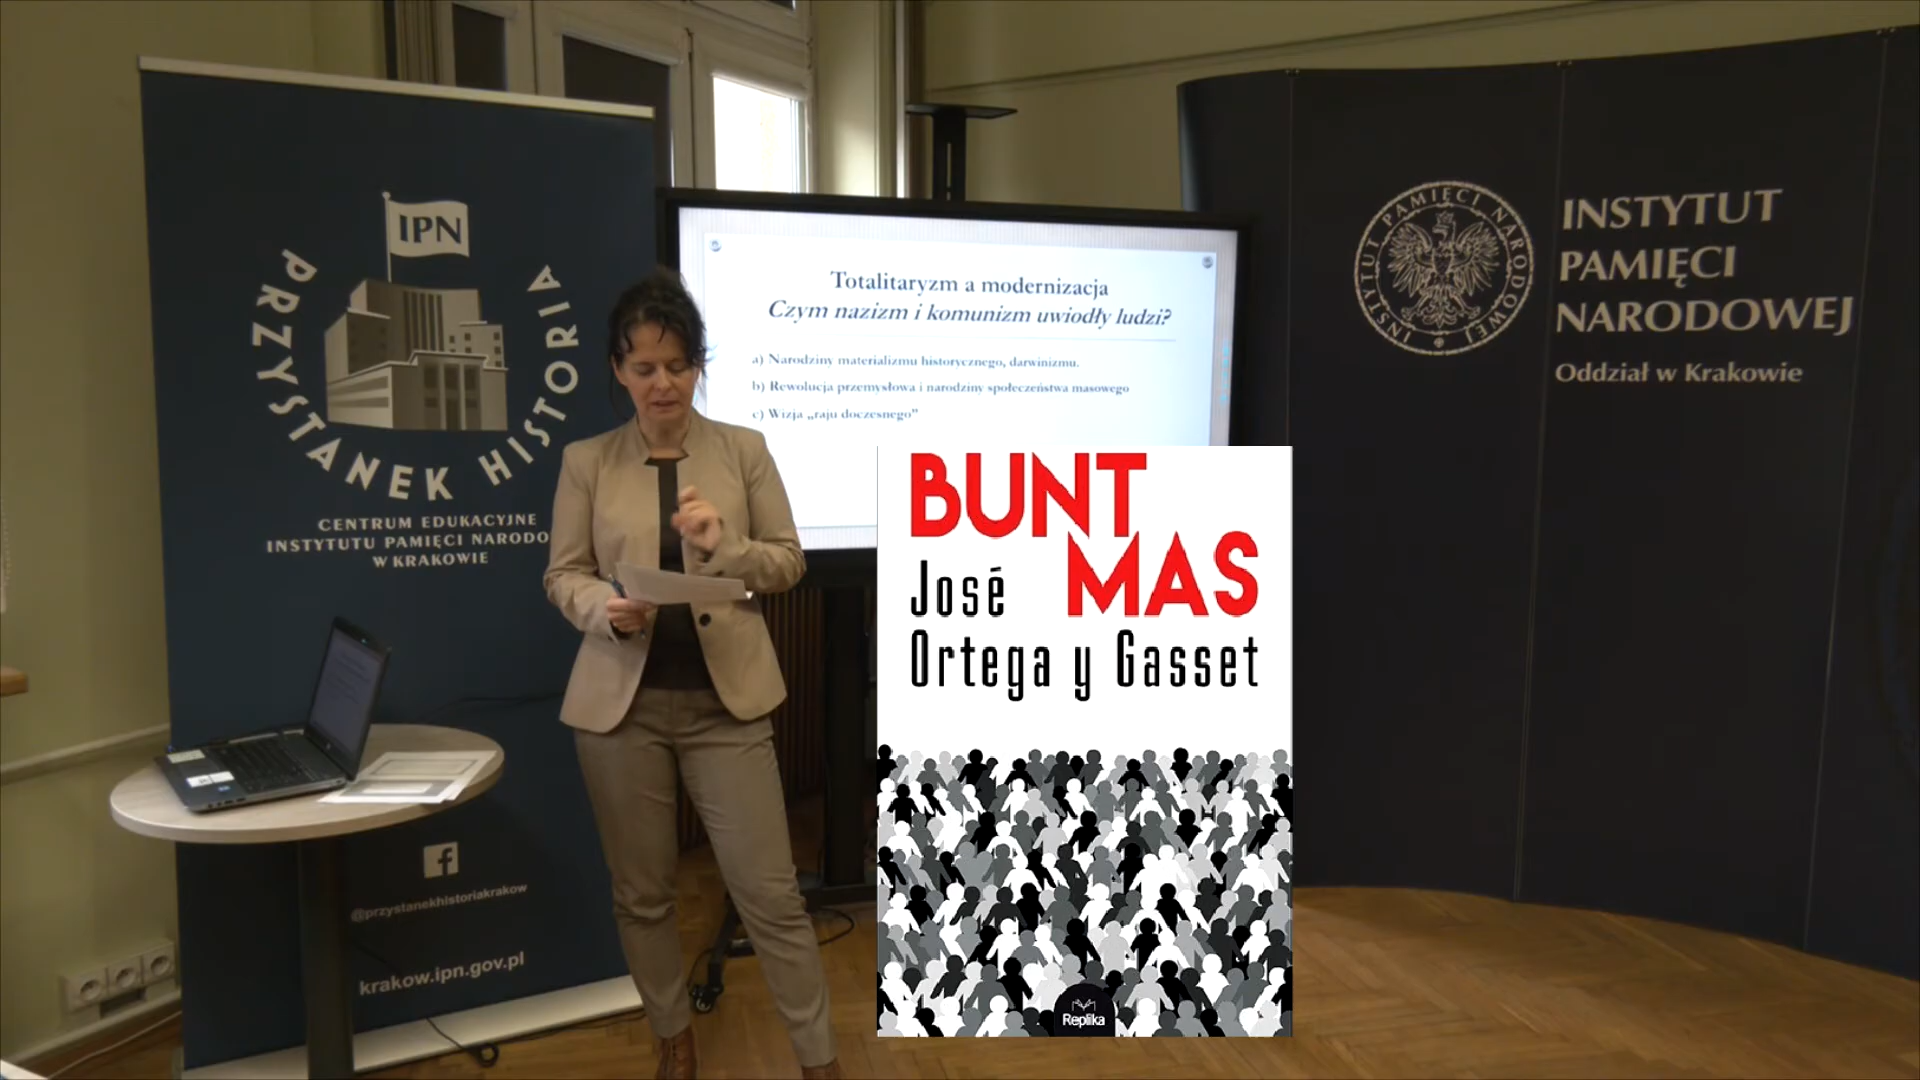 IPN
PRZYSTANEK HISTORIA
CENTRUM EDUKACYJNE
INSTYTUTU PAMIĘCI NARODO
W KRAKOWIE
@przystanekhistoriakrakow
krakow.ipn.gov.pl
Totalitaryzm a modernizacja
Czym nazizm i komunizm uwiodły ludzi?
a) Narodziny materializmu historycznego, darwinizmu.
b) Rewolucja przemysłowa i narodziny społeczeństwa masowego
c) Wizja „raju doczesnego”
BUNT
MAS
José
Ortega y Gasset
Replika
INSTYTUT PAMIĘCI NARODOWEJ
INSTYTUT
PAMIĘCI
NARODOWEJ
Oddział w Krakowie